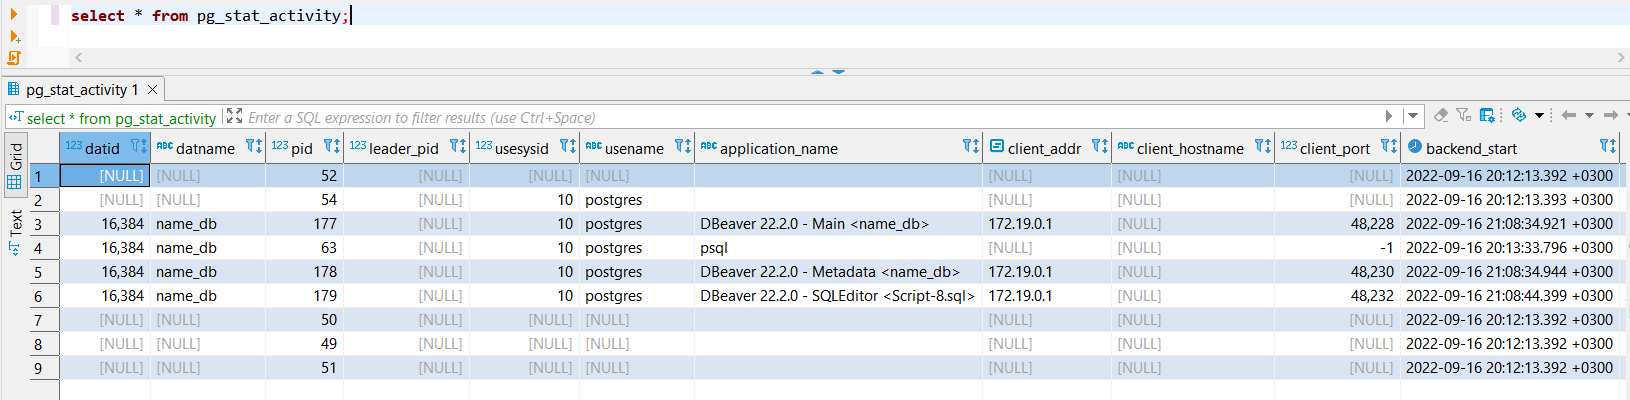 select * from pg_stat_activity;
pg_stat_activity 1
select * from pg_stat_activity Enter a SQL expression to filter results (use Ctrl+Space)
Grid
Text
123 datid ABC datname 123 pid 123 leader_pid 123 usesysid ABC usename ABC application_name client_addr ABC client_hostname 123 client_port backend_start
1 [NULL] [NULL] 52 [NULL] [NULL] [NULL] [NULL] [NULL] [NULL] 2022-09-16 20:12:13.392 +0300
2 [NULL] [NULL] 54 [NULL] 10 postgres [NULL] [NULL] [NULL] 2022-09-16 20:12:13.393 +0300
3 16,384 name_db 177 [NULL] 10 postgres DBeaver 22.2.0 - Main <name_db> 172.19.0.1 [NULL] 48,228 2022-09-16 21:08:34.921 +0300
4 16,384 name_db 63 [NULL] 10 postgres psql [NULL] [NULL] -1 2022-09-16 20:13:33.796 +0300
5 16,384 name_db 178 [NULL] 10 postgres DBeaver 22.2.0 - Metadata <name_db> 172.19.0.1 [NULL] 48,230 2022-09-16 21:08:34.944 +0300
6 16,384 name_db 179 [NULL] 10 postgres DBeaver 22.2.0 - SQLEditor <Script-8.sql> 172.19.0.1 [NULL] 48,232 2022-09-16 21:08:44.399 +0300
7 [NULL] [NULL] 50 [NULL] [NULL] [NULL] [NULL] [NULL] [NULL] 2022-09-16 20:12:13.392 +0300
8 [NULL] [NULL] 49 [NULL] [NULL] [NULL] [NULL] [NULL] [NULL] 2022-09-16 20:12:13.392 +0300
9 [NULL] [NULL] 51 [NULL] [NULL] [NULL] [NULL] [NULL] [NULL] 2022-09-16 20:12:13.392 +0300